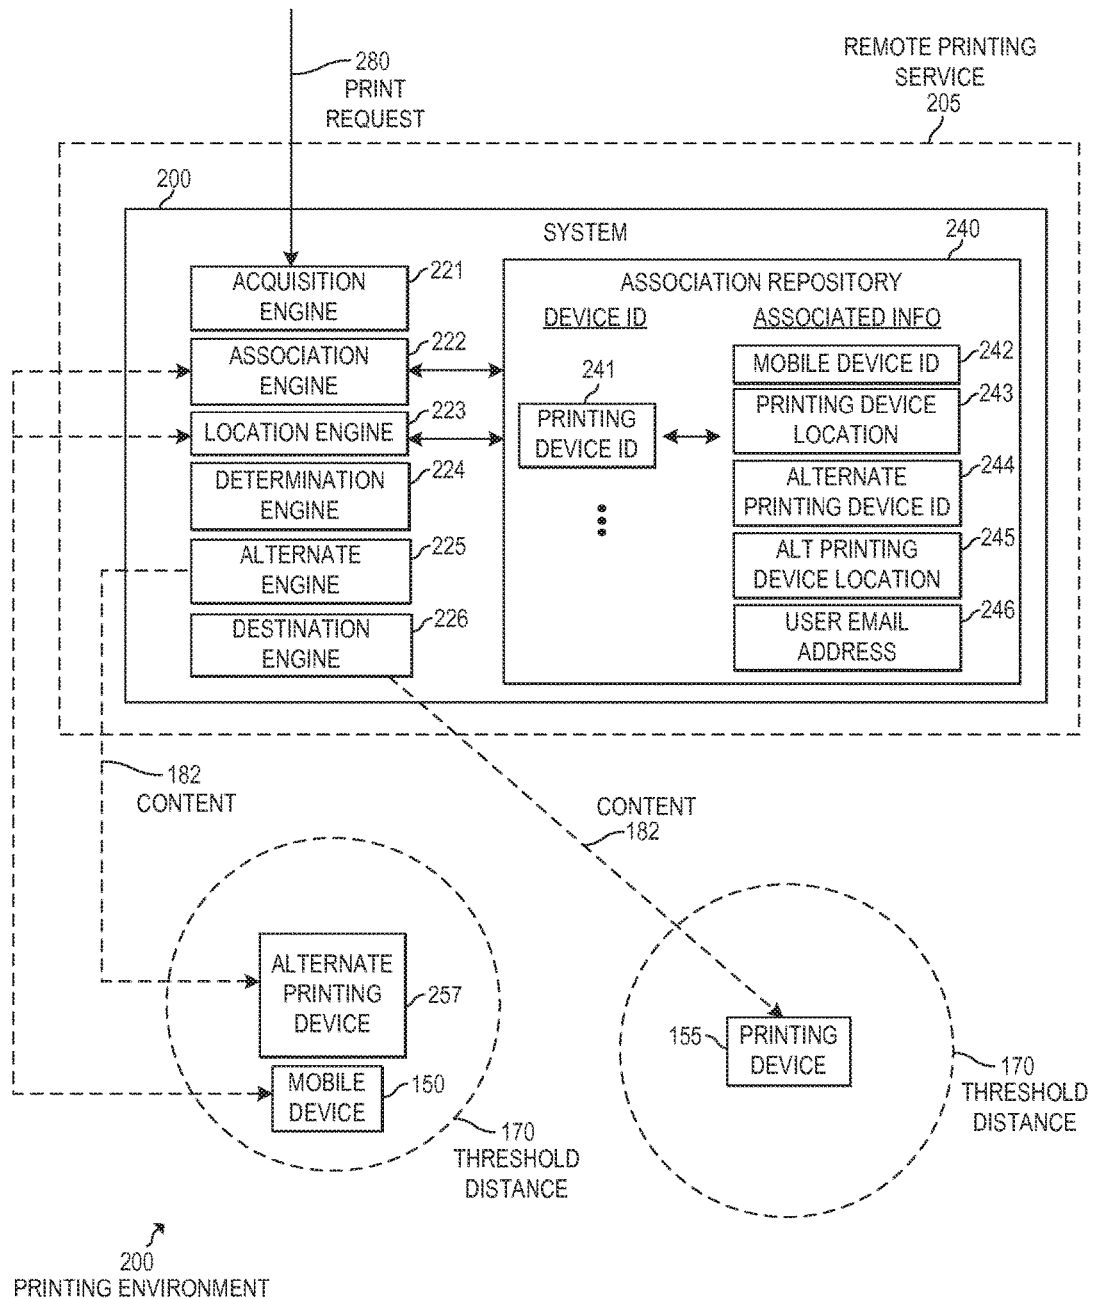 280
PRINT
REQUEST
REMOTE PRINTING
SERVICE
205
200
SYSTEM
240
ACQUISITION
ENGINE
221
ASSOCIATION
ENGINE
222
LOCATION ENGINE
223
DETERMINATION
ENGINE
224
ALTERNATE
ENGINE
225
DESTINATION
ENGINE
226
ASSOCIATION REPOSITORY
DEVICE ID
ASSOCIATED INFO
241
PRINTING
DEVICE ID
MOBILE DEVICE ID
242
PRINTING DEVICE
LOCATION
243
ALTERNATE
PRINTING DEVICE ID
244
ALT PRINTING
DEVICE LOCATION
245
USER EMAIL
ADDRESS
246
182
CONTENT
CONTENT
182
ALTERNATE
PRINTING
DEVICE
257
MOBILE
DEVICE
150
170
THRESHOLD
DISTANCE
155
PRINTING
DEVICE
170
THRESHOLD
DISTANCE
200
PRINTING ENVIRONMENT